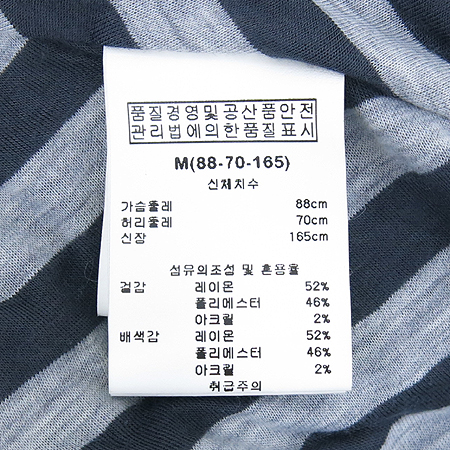 품질경영및공산품안전
관리법에의한품질표시
M(88-70-165)
신체치수
가슴둘레 88cm
허리둘레 70cm
신장 165cm
섬유의조성 및 혼용율
겉감 레이온 52%
폴리에스터 46%
아크릴 2%
배색감 레이온 52%
폴리에스터 46%
아크릴 2%
취급주의